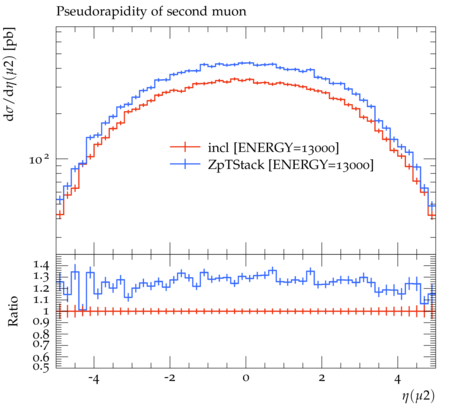 Pseudorapidity of second muon
dσ/dη(μ2) [pb]
10²
incl [ENERGY=13000]
ZpTStack [ENERGY=13000]
Ratio
1.4
1.3
1.2
1.1
1
0.9
0.8
0.7
0.6
0.5
-4 -2 0 2 4
η(μ2)